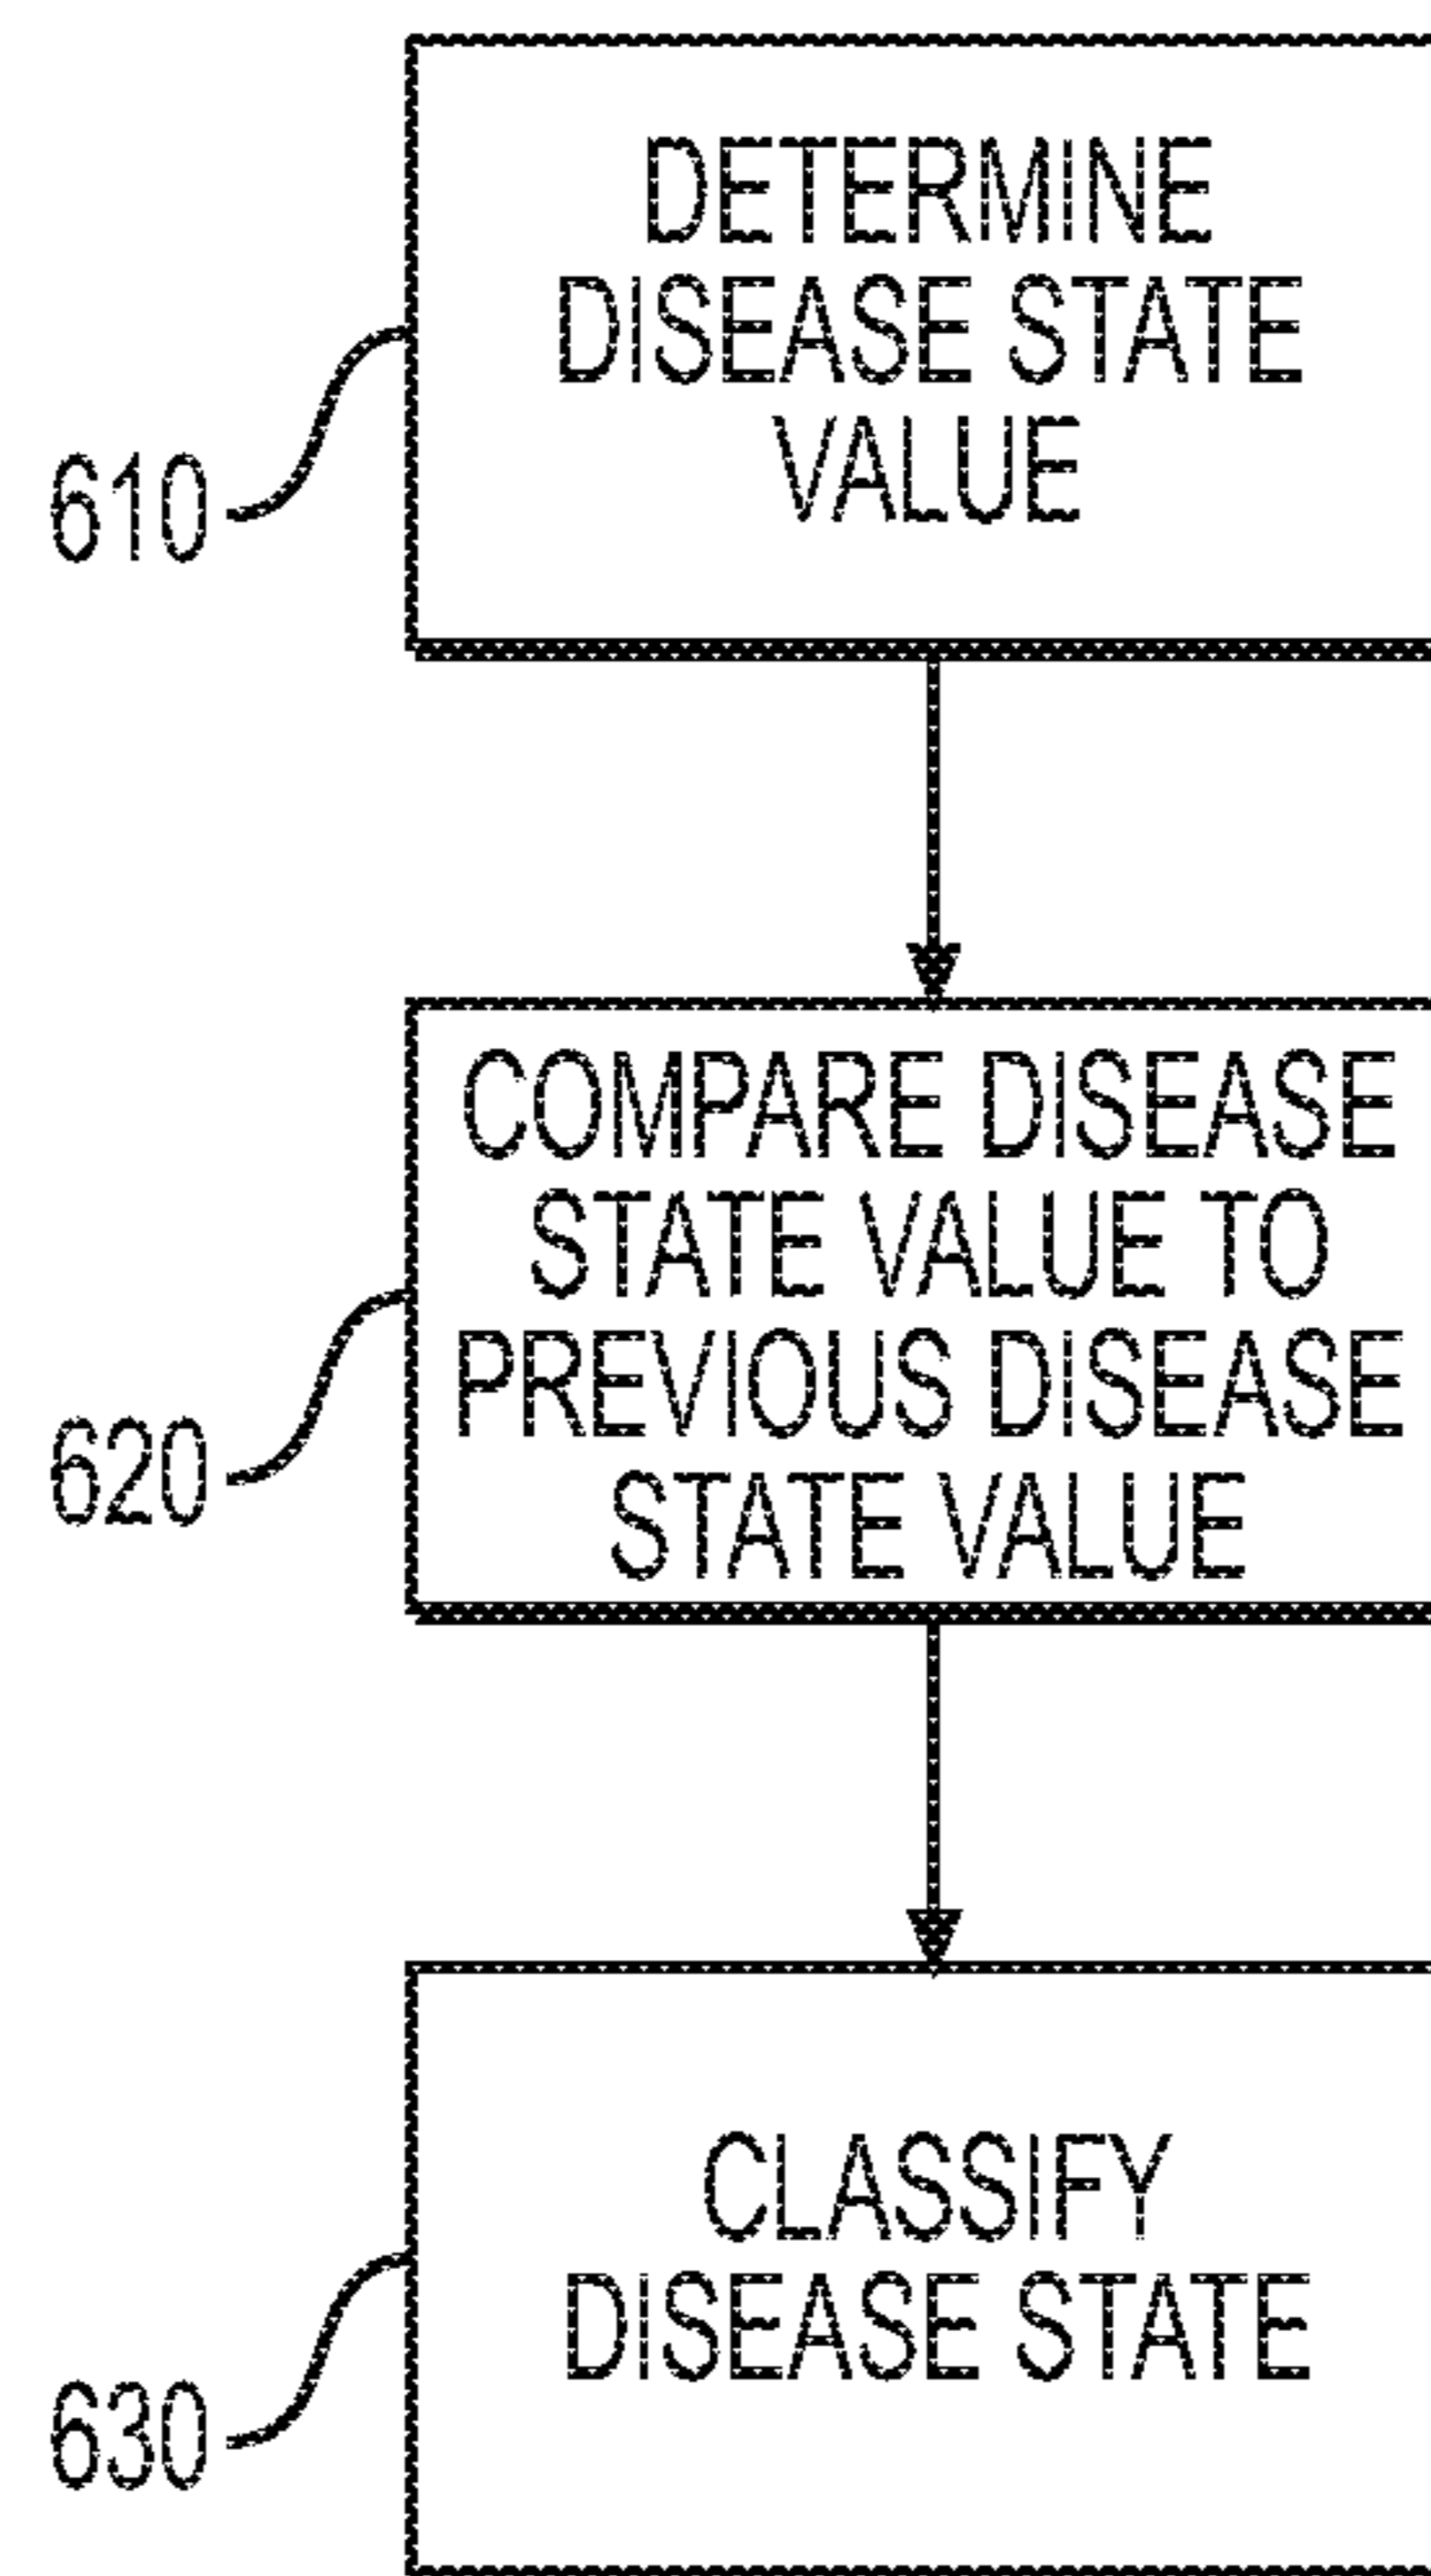 DETERMINE
DISEASE STATE
VALUE
610
COMPARE DISEASE
STATE VALUE TO
PREVIOUS DISEASE
STATE VALUE
620
CLASSIFY
DISEASE STATE
630